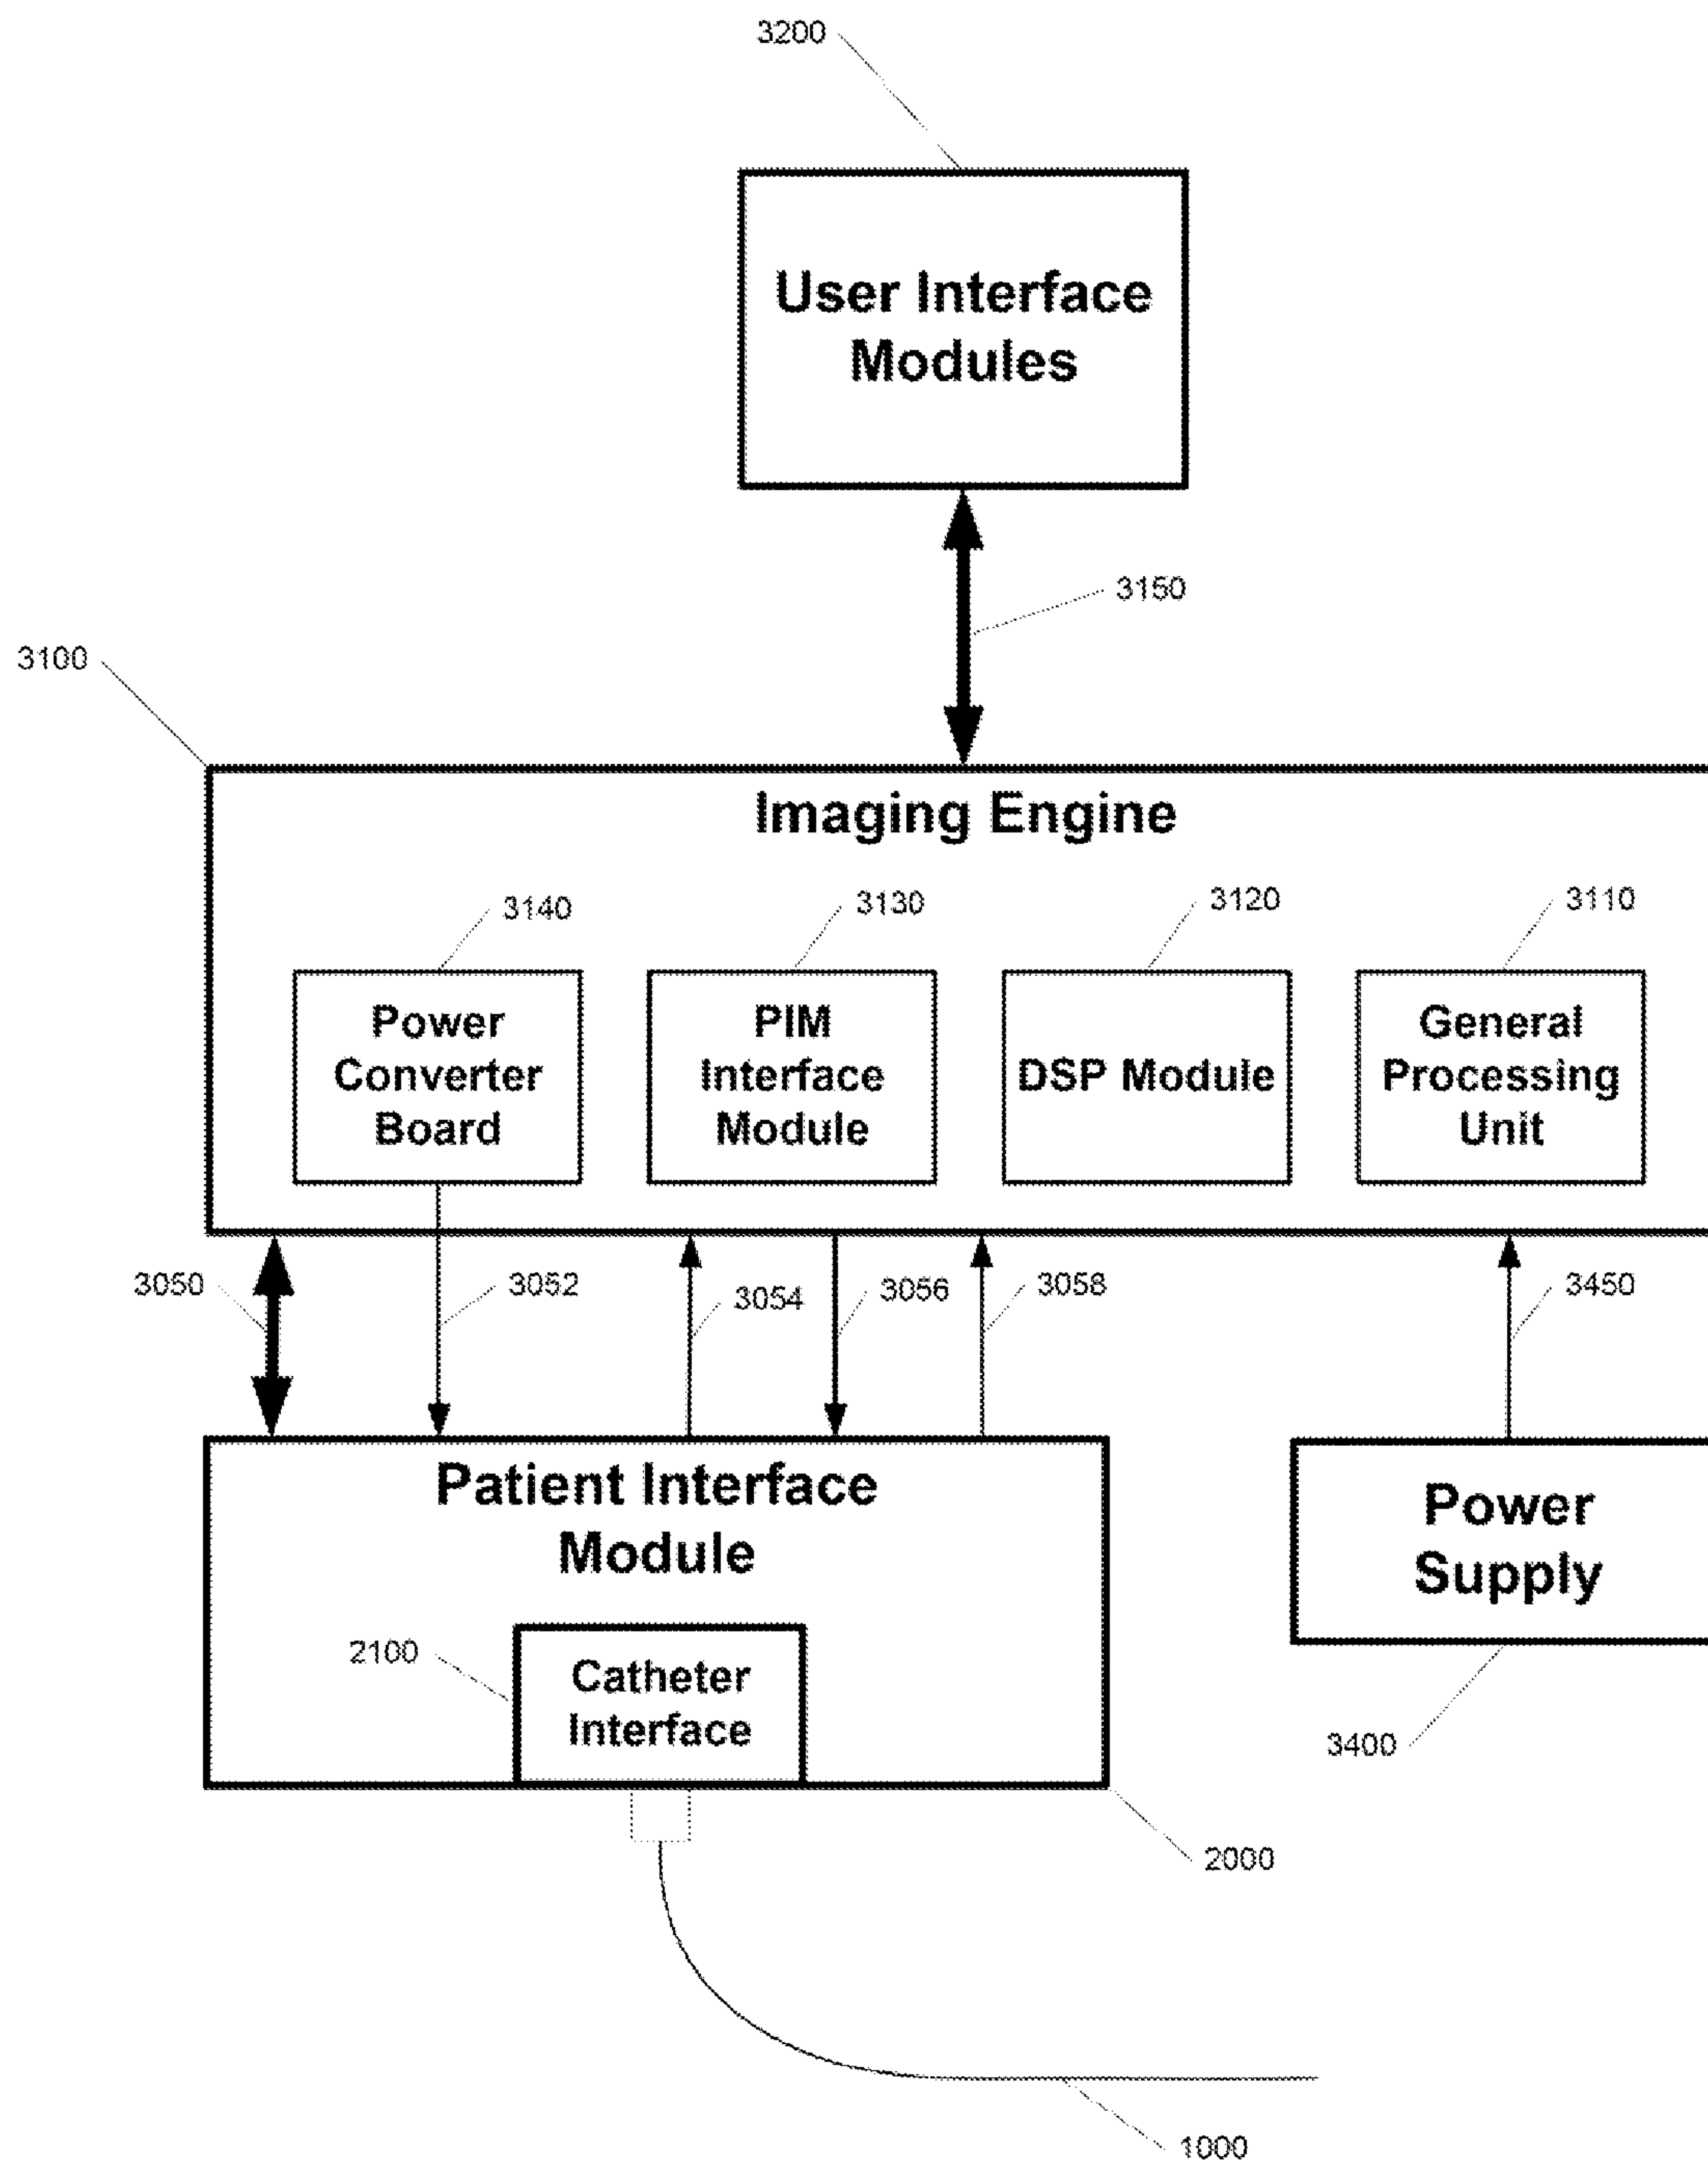 3200
User Interface
Modules
3150
3100
Imaging Engine
3140
3130
3120
3110
Power
Converter
Board
PIM
Interface
Module
DSP Module
General
Processing
Unit
3050
3052
3054
3056
3058
3450
Patient Interface
Module
Power
Supply
2100
Catheter
Interface
3400
2000
1000